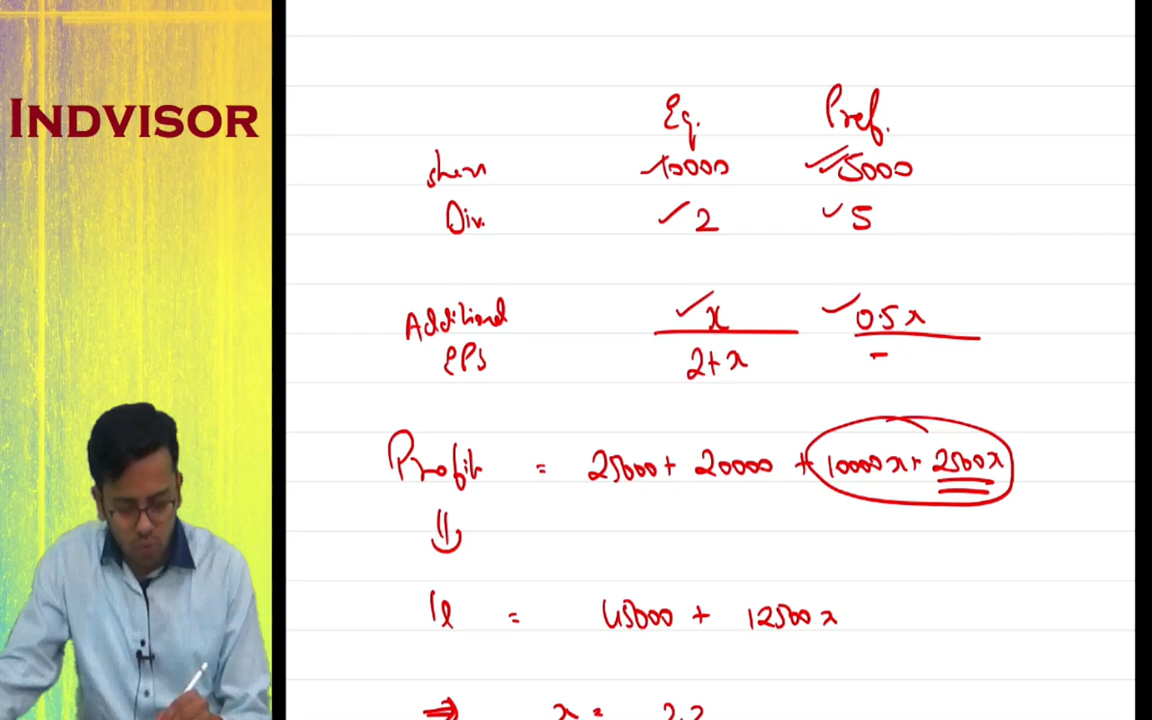 INDVISOR
Eq. Pref.
10000 5000
Div. 2 5
Additional x 0.5x
EPS 2+x -
Profit = 25000 + 20000 + 10000x + 2500x
= 45000 + 12500x
⇒ x =